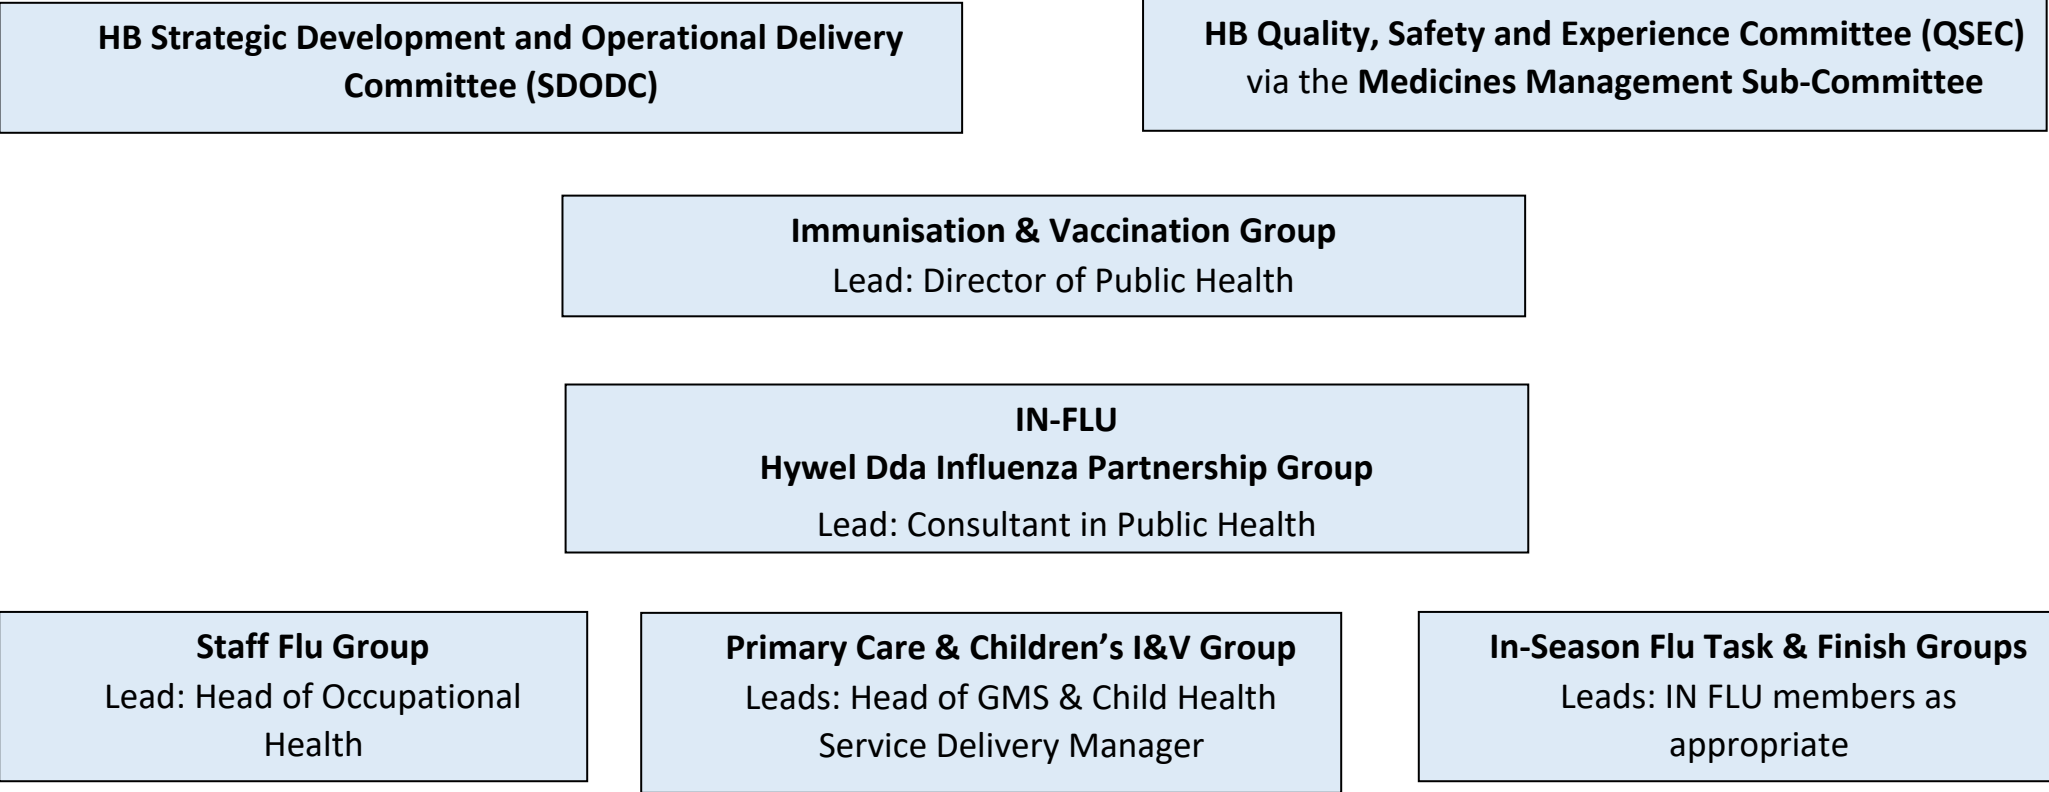 HB Strategic Development and Operational Delivery
Committee (SDODC)
HB Quality, Safety and Experience Committee (QSEC)
via the Medicines Management Sub-Committee
Immunisation & Vaccination Group
Lead: Director of Public Health
IN-FLU
Hywel Dda Influenza Partnership Group
Lead: Consultant in Public Health
Staff Flu Group
Lead: Head of Occupational
Health
Primary Care & Children’s I&V Group
Leads: Head of GMS & Child Health
Service Delivery Manager
In-Season Flu Task & Finish Groups
Leads: IN FLU members as
appropriate